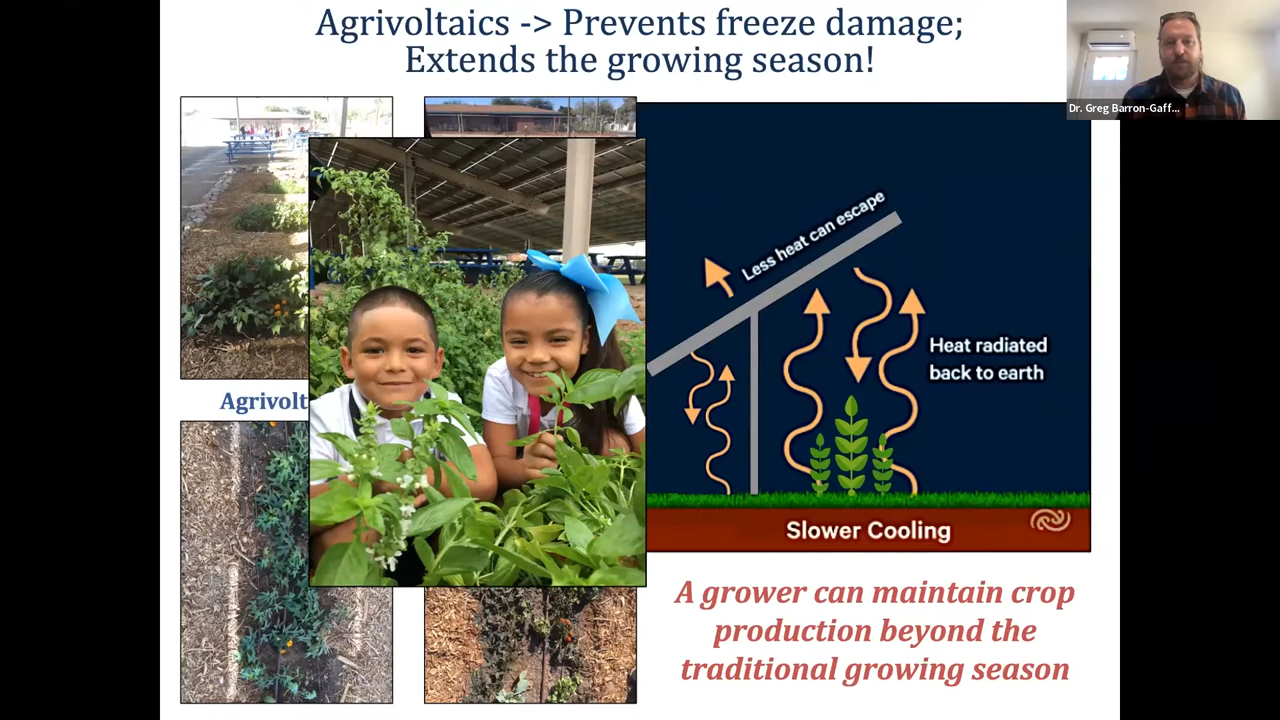 Agrivoltaics -> Prevents freeze damage;
Extends the growing season!
Dr. Greg Barron-Gaff...
Less heat can escape
Heat radiated
back to earth
Agrivolt
Slower Cooling
A grower can maintain crop
production beyond the
traditional growing season